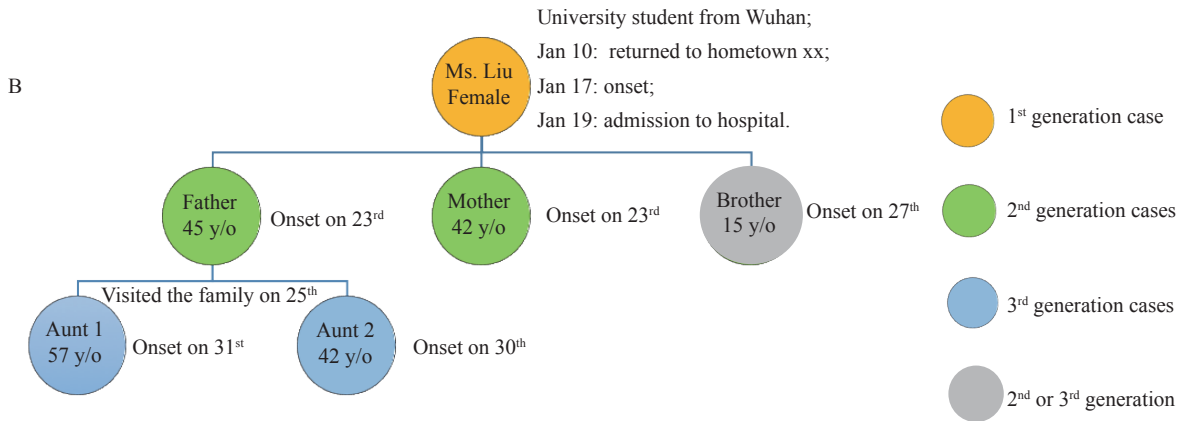 University student from Wuhan;
Jan 10: returned to hometown xx;
Jan 17: onset;
Jan 19: admission to hospital.
B
Ms. Liu
Female
1st generation case
Father
45 y/o
Onset on 23rd
Mother
42 y/o
Onset on 23rd
Brother
15 y/o
Onset on 27th
2nd generation cases
Visited the family on 25th
Aunt 1
57 y/o
Onset on 31st
Aunt 2
42 y/o
Onset on 30th
3rd generation cases
2nd or 3rd generation